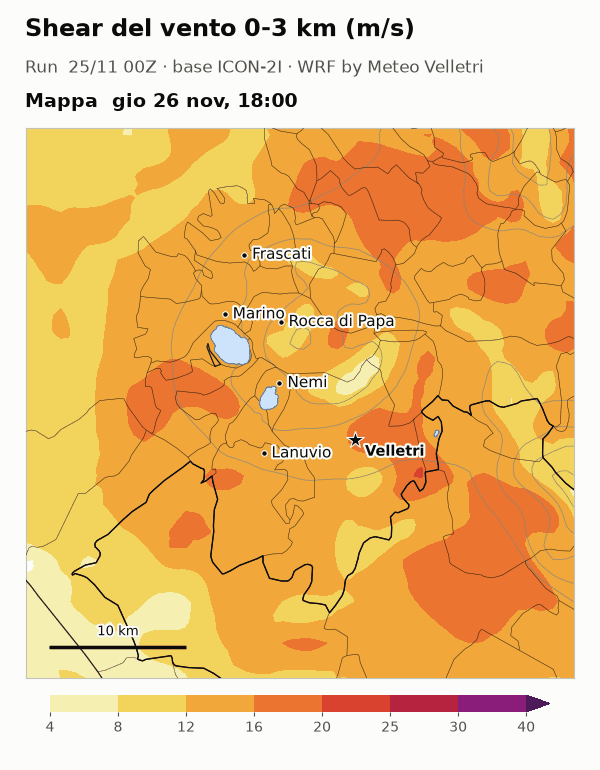 Shear del vento 0-3 km (m/s)
Run  25/11 00Z · base ICON-2I · WRF by Meteo Velletri
Mappa  gio 26 nov, 18:00
Frascati
Marino
Rocca di Papa
Nemi
Velletri
Lanuvio
10 km
4 8 12 16 20 25 30 40